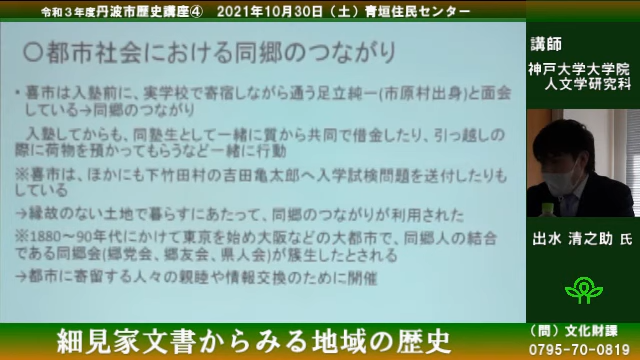 令和３年度丹波市歴史講座④　2021年10月30日（土）青垣住民センター
〇都市社会における同郷のつながり
・喜市は入塾前に、実学校で寄宿しながら通う足立純一(市原村出身)と面会
している→同郷のつながり
入塾してからも、同塾生として一緒に質から共同で借金したり、引っ越しの
際に荷物を預かってもらうなど一緒に行動
※喜市は、ほかにも下竹田村の吉田亀太郎へ入学試験問題を送付したりも
している
→縁故のない土地で暮らすにあたって、同郷のつながりが利用された
※1880～90年代にかけて東京を始め大阪などの大都市で、同郷人の結合
である同郷会(郷党会、郷友会、県人会)が簇生したとされる
→都市に寄留する人々の親睦や情報交換のために開催
講師
神戸大学大学院
人文学研究科
出水 清之助 氏
細見家文書からみる地域の歴史
（問）文化財課
0795-70-0819